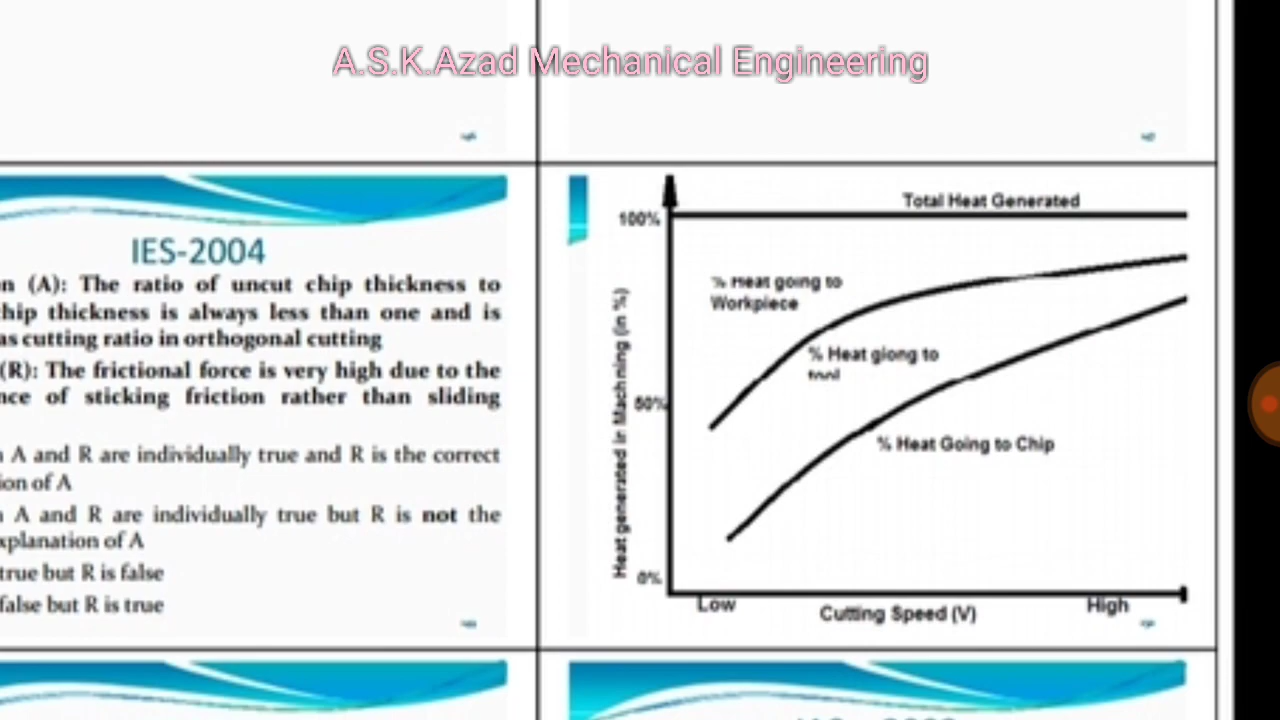 A.S.K.Azad Mechanical Engineering
IES-2004
n (A): The ratio of uncut chip thickness to
chip thickness is always less than one and is
as cutting ratio in orthogonal cutting
(R): The frictional force is very high due to the
nce of sticking friction rather than sliding
A and R are individually true and R is the correct
ion of A
A and R are individually true but R is not the
xplanation of A
true but R is false
false but R is true
Total Heat Generated
100%
% Heat going to
Workpiece
% Heat giong to
tool
50%
% Heat Going to Chip
Heat generated in Machning (in %)
0%
Low
High
Cutting Speed (V)